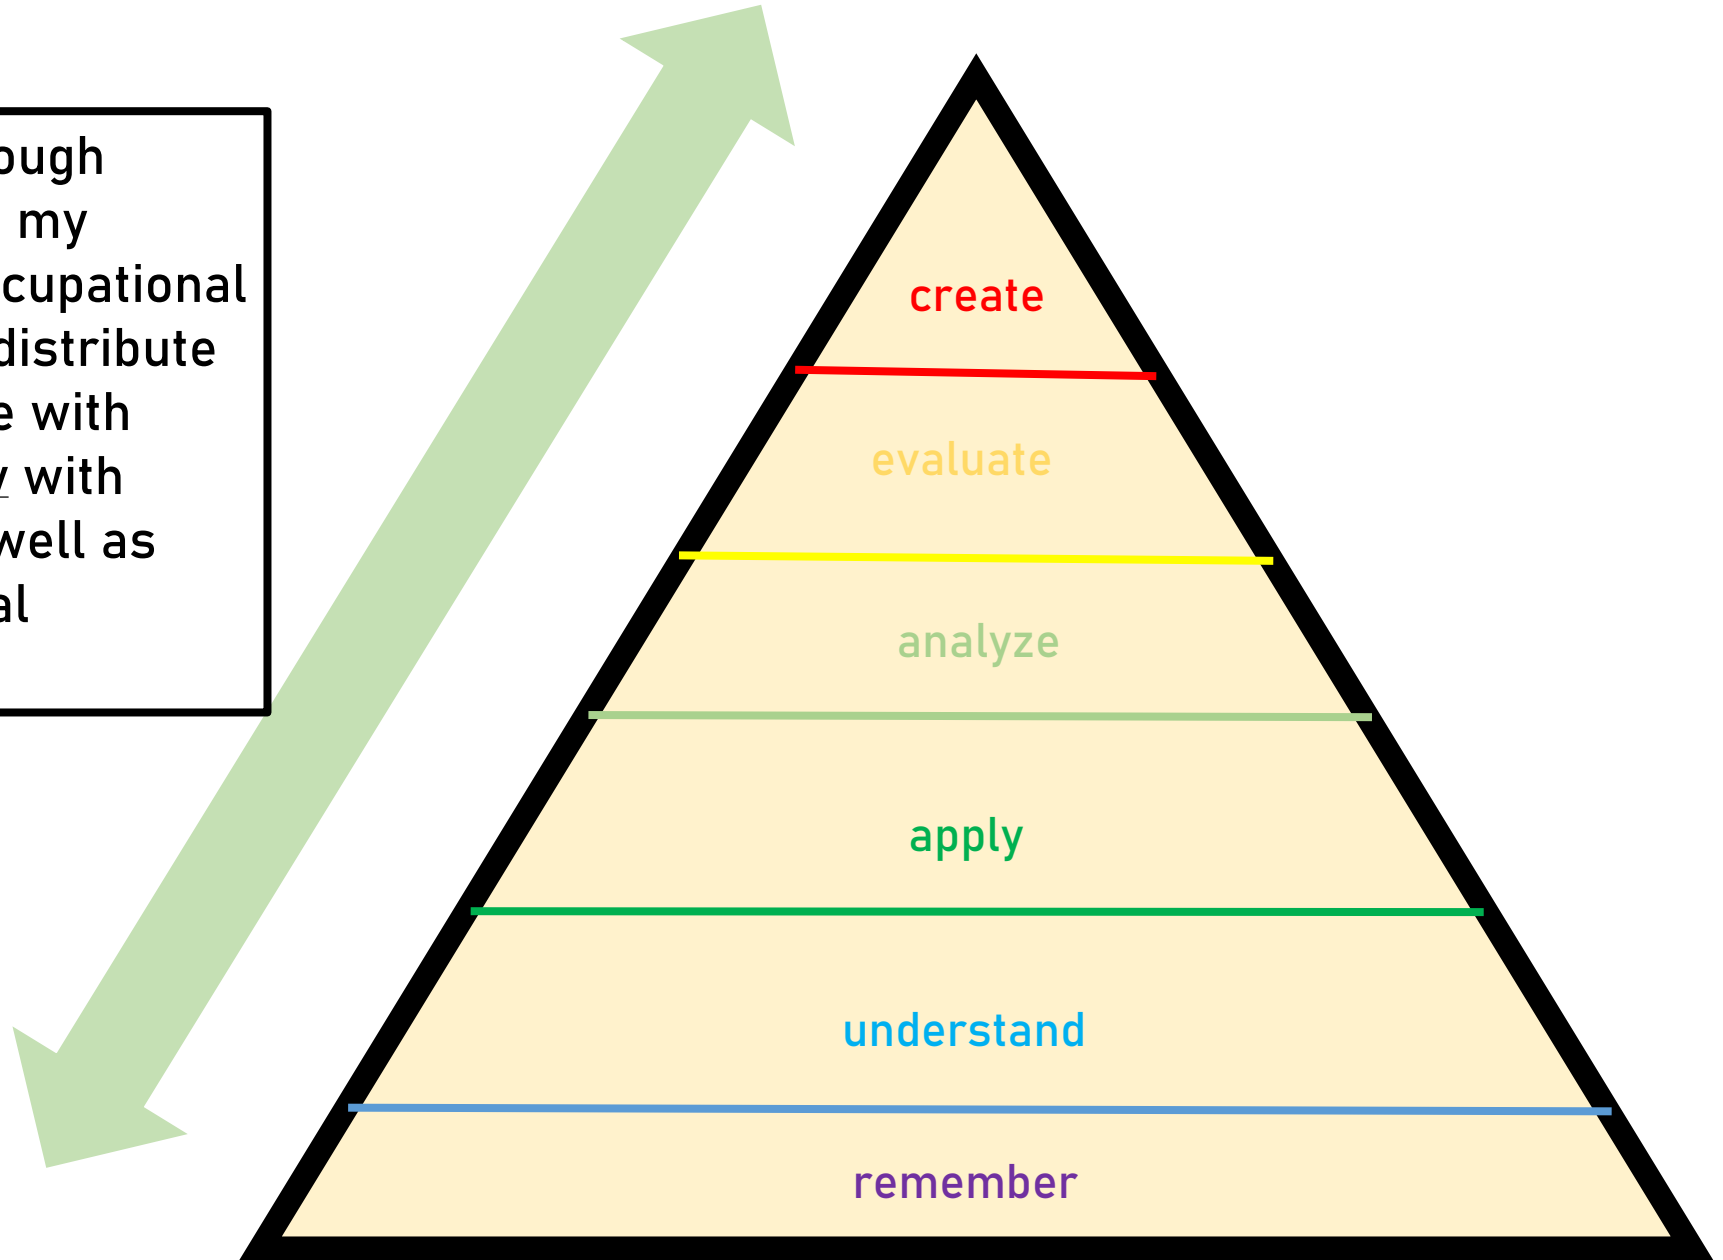 ough
my
cupational
distribute
e with
y with
well as
al
create
evaluate
analyze
apply
understand
remember